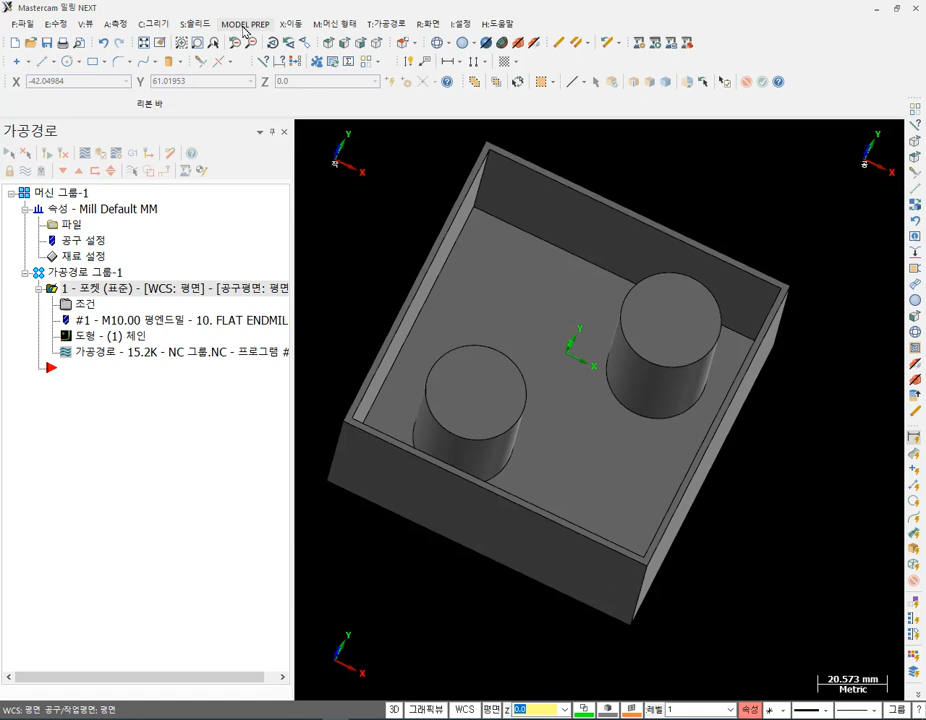 Mastercam 밀링 NEXT
F:파일 E:수정 V:뷰 A:측정 C:그리기 S:솔리드 MODEL PREP X:이동 M:머신 형태 T:가공경로 R:화면 I:설정 H:도움말
X -42.04984 Y 61.01953 Z 0.0
리본 바
가공경로
G1
머신 그룹-1
속성 - Mill Default MM
파일
공구 설정
재료 설정
가공경로 그룹-1
1 - 포켓 (표준) - [WCS: 평면] - [공구평면: 평면
조건
#1 - M10.00 평엔드밀 - 10. FLAT ENDMIL
도형 - (1) 체인
가공경로 - 15.2K - NC 그룹.NC - 프로그램 #
Y
X
Y
X
Y
X
Y
X
20.573 mm
Metric
WCS: 평면 공구/작업평면: 평면
3D 그래픽뷰 WCS 평면 Z 0.0 레벨 1 속성 그룹 ?